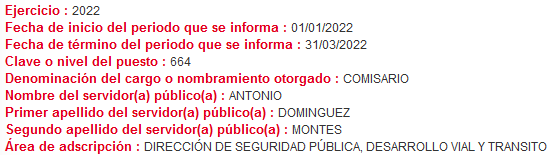 Ejercicio : 2022
Fecha de inicio del periodo que se informa : 01/01/2022
Fecha de término del periodo que se informa : 31/03/2022
Clave o nivel del puesto : 664
Denominación del cargo o nombramiento otorgado : COMISARIO
Nombre del servidor(a) público(a) : ANTONIO
Primer apellido del servidor(a) público(a) : DOMINGUEZ
Segundo apellido del servidor(a) público(a) : MONTES
Área de adscripción : DIRECCIÓN DE SEGURIDAD PÚBLICA, DESARROLLO VIAL Y TRANSITO